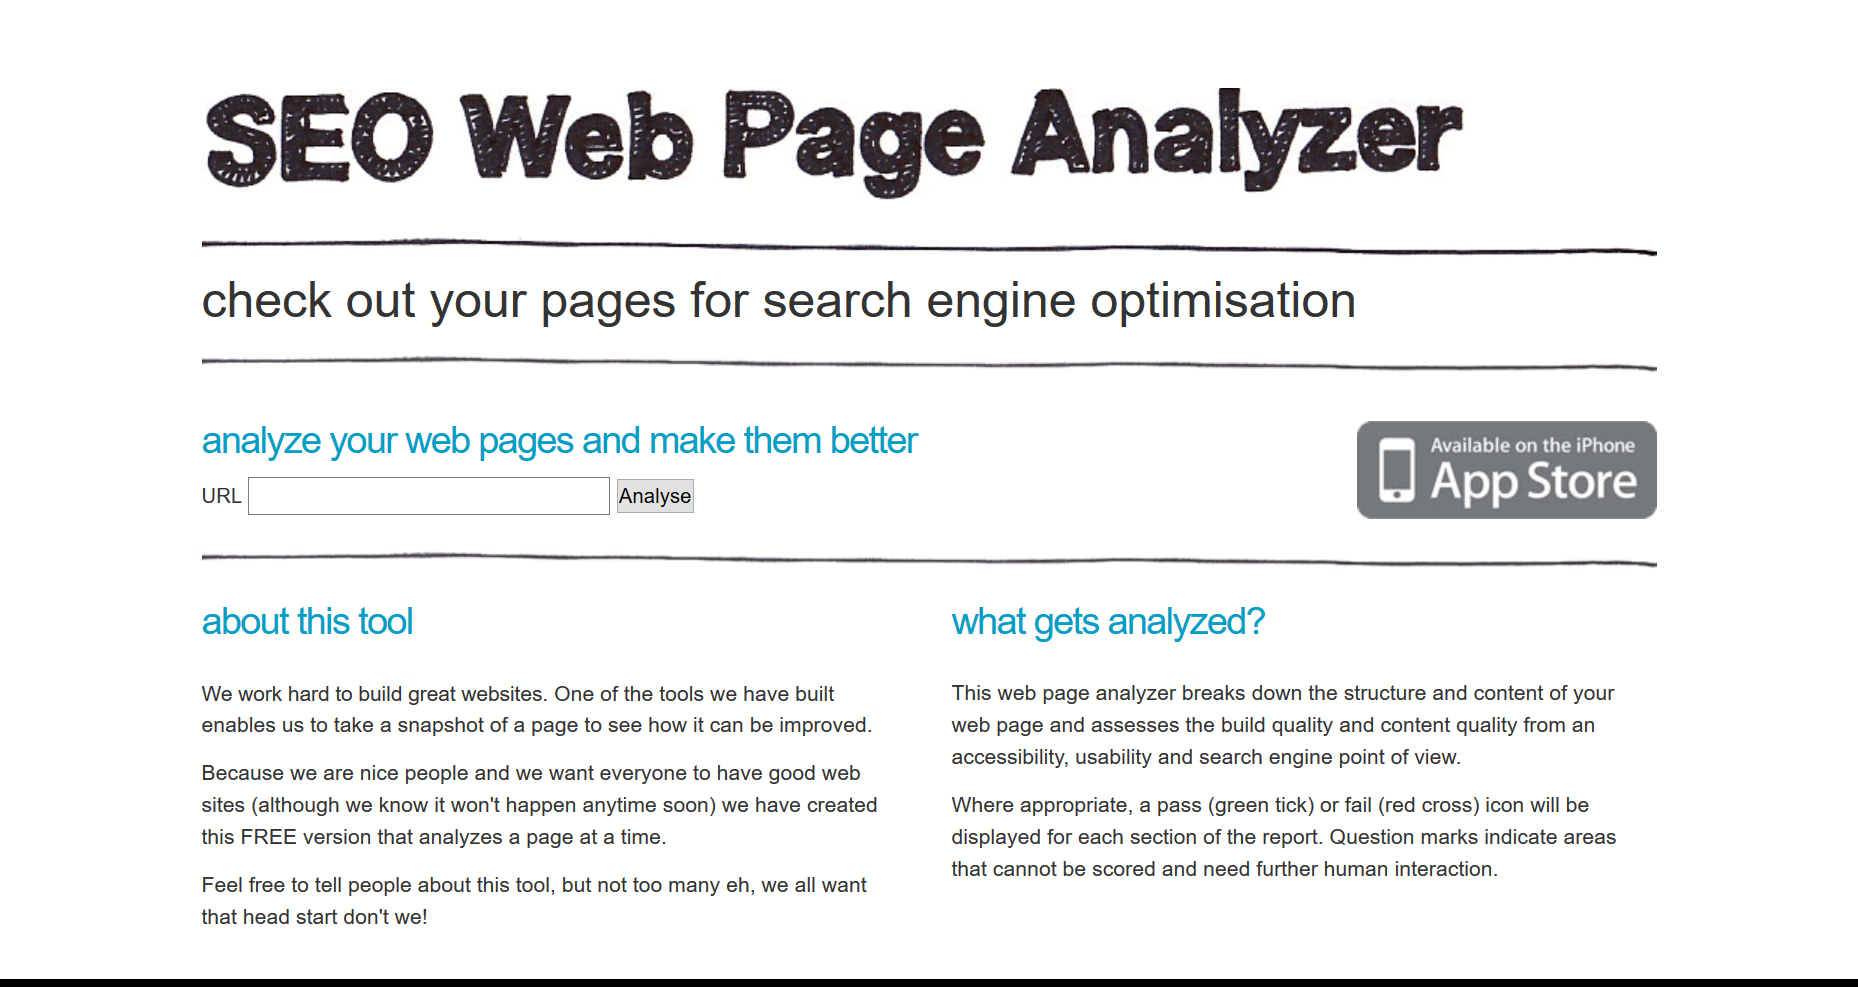 SEO Web Page Analyzer
check out your pages for search engine optimisation
analyze your web pages and make them better
URL Analyse
Available on the iPhone
App Store
about this tool
We work hard to build great websites. One of the tools we have built
enables us to take a snapshot of a page to see how it can be improved.
Because we are nice people and we want everyone to have good web
sites (although we know it won't happen anytime soon) we have created
this FREE version that analyzes a page at a time.
Feel free to tell people about this tool, but not too many eh, we all want
that head start don't we!
what gets analyzed?
This web page analyzer breaks down the structure and content of your
web page and assesses the build quality and content quality from an
accessibility, usability and search engine point of view.
Where appropriate, a pass (green tick) or fail (red cross) icon will be
displayed for each section of the report. Question marks indicate areas
that cannot be scored and need further human interaction.